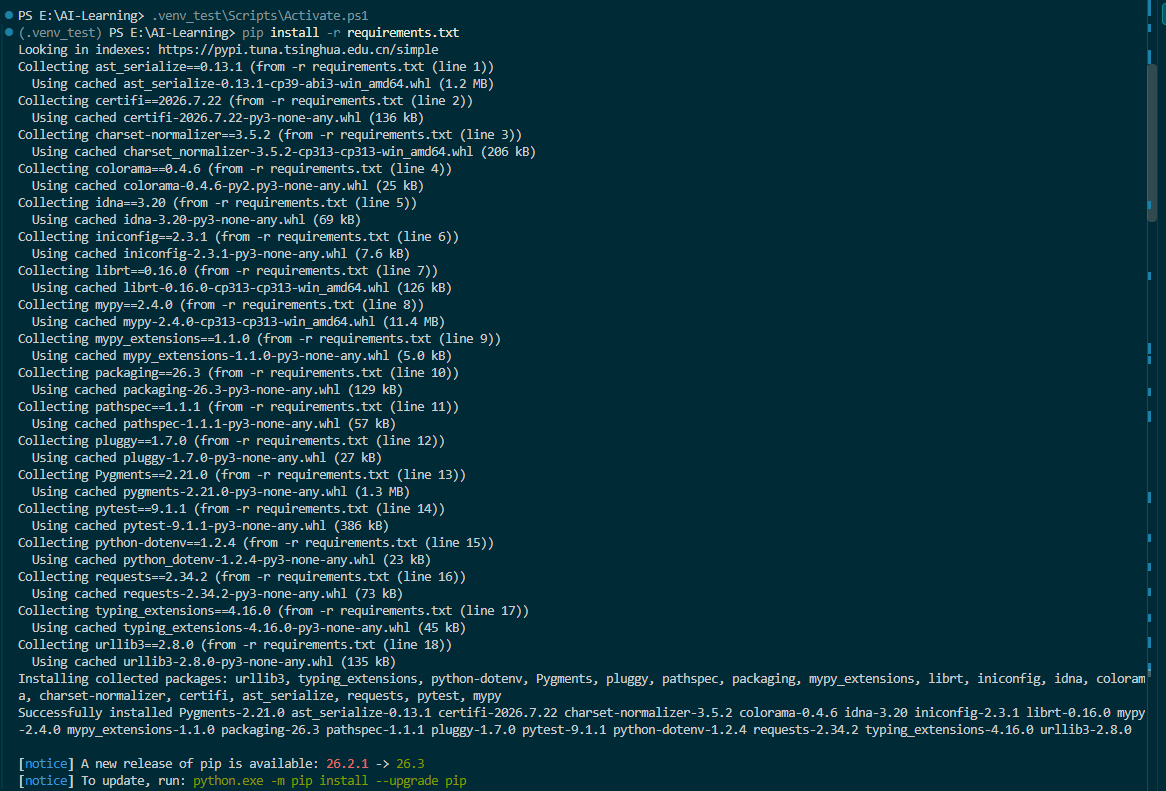 PS E:\AI-Learning> .venv_test\Scripts\Activate.ps1
(.venv_test) PS E:\AI-Learning> pip install -r requirements.txt
Looking in indexes: https://pypi.tuna.tsinghua.edu.cn/simple
Collecting ast_serialize==0.13.1 (from -r requirements.txt (line 1))
  Using cached ast_serialize-0.13.1-cp39-abi3-win_amd64.whl (1.2 MB)
Collecting certifi==2026.7.22 (from -r requirements.txt (line 2))
  Using cached certifi-2026.7.22-py3-none-any.whl (136 kB)
Collecting charset-normalizer==3.5.2 (from -r requirements.txt (line 3))
  Using cached charset_normalizer-3.5.2-cp313-cp313-win_amd64.whl (206 kB)
Collecting colorama==0.4.6 (from -r requirements.txt (line 4))
  Using cached colorama-0.4.6-py2.py3-none-any.whl (25 kB)
Collecting idna==3.20 (from -r requirements.txt (line 5))
  Using cached idna-3.20-py3-none-any.whl (69 kB)
Collecting iniconfig==2.3.1 (from -r requirements.txt (line 6))
  Using cached iniconfig-2.3.1-py3-none-any.whl (7.6 kB)
Collecting librt==0.16.0 (from -r requirements.txt (line 7))
  Using cached librt-0.16.0-cp313-cp313-win_amd64.whl (126 kB)
Collecting mypy==2.4.0 (from -r requirements.txt (line 8))
  Using cached mypy-2.4.0-cp313-cp313-win_amd64.whl (11.4 MB)
Collecting mypy_extensions==1.1.0 (from -r requirements.txt (line 9))
  Using cached mypy_extensions-1.1.0-py3-none-any.whl (5.0 kB)
Collecting packaging==26.3 (from -r requirements.txt (line 10))
  Using cached packaging-26.3-py3-none-any.whl (129 kB)
Collecting pathspec==1.1.1 (from -r requirements.txt (line 11))
  Using cached pathspec-1.1.1-py3-none-any.whl (57 kB)
Collecting pluggy==1.7.0 (from -r requirements.txt (line 12))
  Using cached pluggy-1.7.0-py3-none-any.whl (27 kB)
Collecting Pygments==2.21.0 (from -r requirements.txt (line 13))
  Using cached pygments-2.21.0-py3-none-any.whl (1.3 MB)
Collecting pytest==9.1.1 (from -r requirements.txt (line 14))
  Using cached pytest-9.1.1-py3-none-any.whl (386 kB)
Collecting python-dotenv==1.2.4 (from -r requirements.txt (line 15))
  Using cached python_dotenv-1.2.4-py3-none-any.whl (23 kB)
Collecting requests==2.34.2 (from -r requirements.txt (line 16))
  Using cached requests-2.34.2-py3-none-any.whl (73 kB)
Collecting typing_extensions==4.16.0 (from -r requirements.txt (line 17))
  Using cached typing_extensions-4.16.0-py3-none-any.whl (45 kB)
Collecting urllib3==2.8.0 (from -r requirements.txt (line 18))
  Using cached urllib3-2.8.0-py3-none-any.whl (135 kB)
Installing collected packages: urllib3, typing_extensions, python-dotenv, Pygments, pluggy, pathspec, packaging, mypy_extensions, librt, iniconfig, idna, coloram
a, charset-normalizer, certifi, ast_serialize, requests, pytest, mypy
Successfully installed Pygments-2.21.0 ast_serialize-0.13.1 certifi-2026.7.22 charset-normalizer-3.5.2 colorama-0.4.6 idna-3.20 iniconfig-2.3.1 librt-0.16.0 mypy
-2.4.0 mypy_extensions-1.1.0 packaging-26.3 pathspec-1.1.1 pluggy-1.7.0 pytest-9.1.1 python-dotenv-1.2.4 requests-2.34.2 typing_extensions-4.16.0 urllib3-2.8.0
[notice] A new release of pip is available: 26.2.1 -> 26.3
[notice] To update, run: python.exe -m pip install --upgrade pip